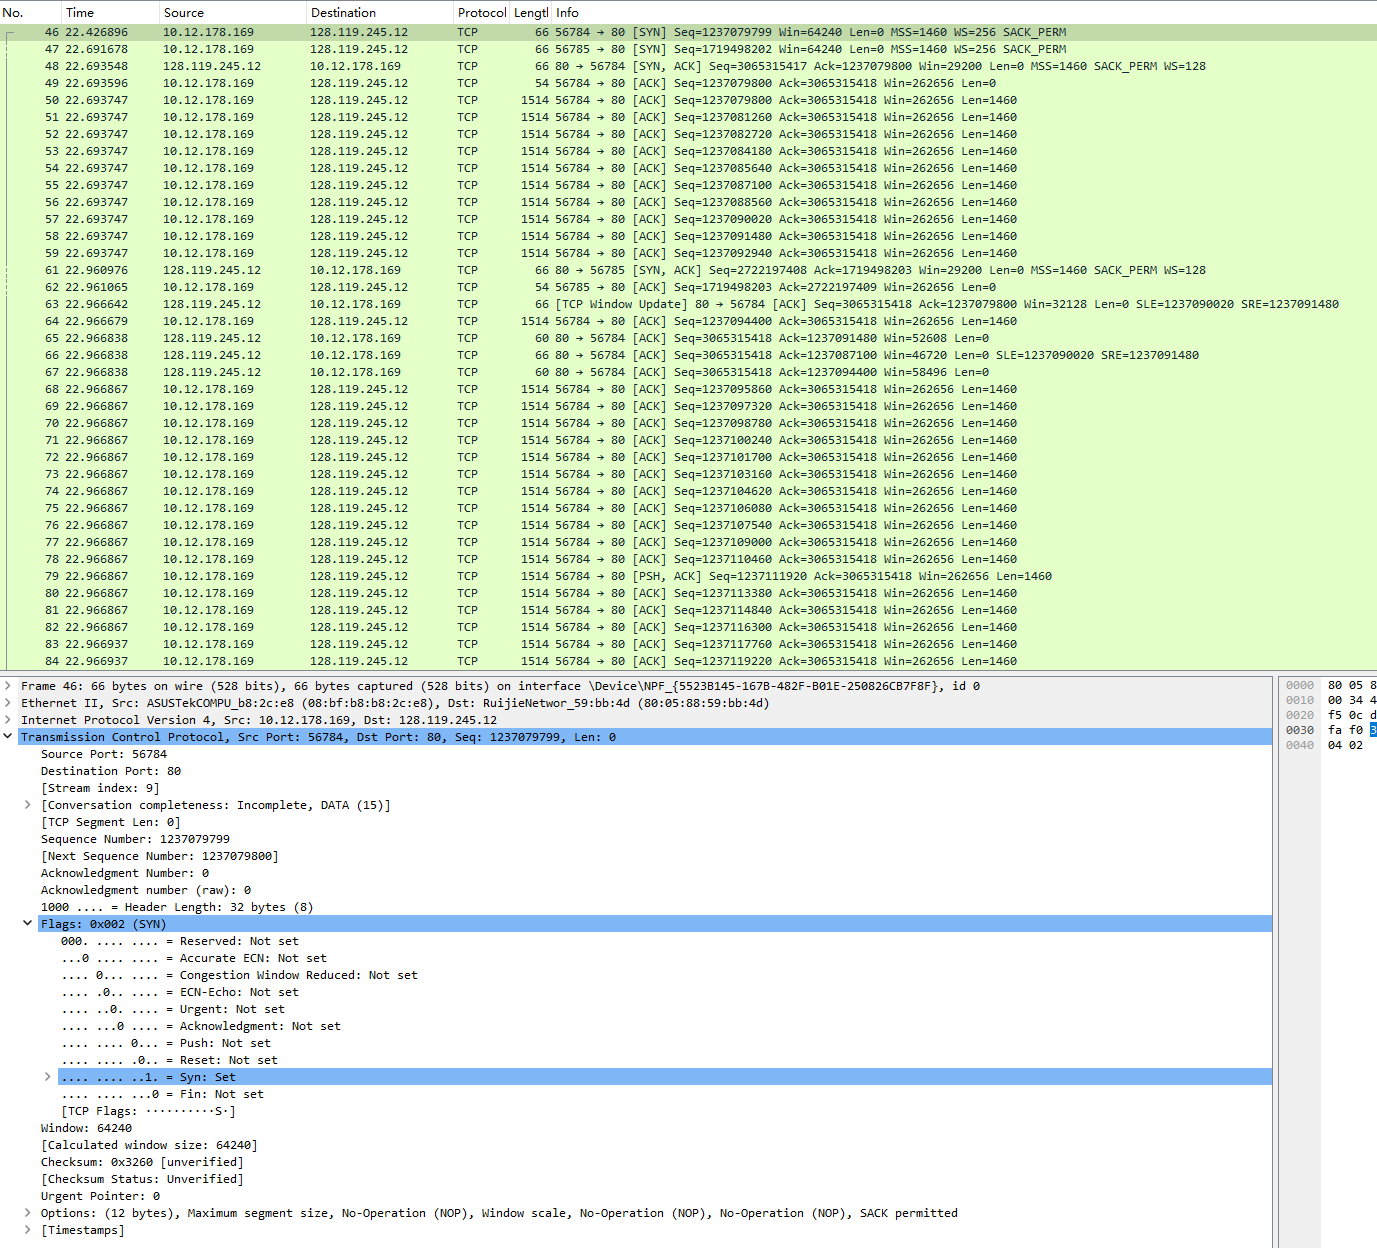 No. Time Source Destination Protocol Lengtl Info
46 22.426896 10.12.178.169 128.119.245.12 TCP 66 56784 → 80 [SYN] Seq=1237079799 Win=64240 Len=0 MSS=1460 WS=256 SACK_PERM
47 22.691678 10.12.178.169 128.119.245.12 TCP 66 56785 → 80 [SYN] Seq=1719498202 Win=64240 Len=0 MSS=1460 WS=256 SACK_PERM
48 22.693548 128.119.245.12 10.12.178.169 TCP 66 80 → 56784 [SYN, ACK] Seq=3065315417 Ack=1237079800 Win=29200 Len=0 MSS=1460 SACK_PERM WS=128
49 22.693596 10.12.178.169 128.119.245.12 TCP 54 56784 → 80 [ACK] Seq=1237079800 Ack=3065315418 Win=262656 Len=0
50 22.693747 10.12.178.169 128.119.245.12 TCP 1514 56784 → 80 [ACK] Seq=1237079800 Ack=3065315418 Win=262656 Len=1460
51 22.693747 10.12.178.169 128.119.245.12 TCP 1514 56784 → 80 [ACK] Seq=1237081260 Ack=3065315418 Win=262656 Len=1460
52 22.693747 10.12.178.169 128.119.245.12 TCP 1514 56784 → 80 [ACK] Seq=1237082720 Ack=3065315418 Win=262656 Len=1460
53 22.693747 10.12.178.169 128.119.245.12 TCP 1514 56784 → 80 [ACK] Seq=1237084180 Ack=3065315418 Win=262656 Len=1460
54 22.693747 10.12.178.169 128.119.245.12 TCP 1514 56784 → 80 [ACK] Seq=1237085640 Ack=3065315418 Win=262656 Len=1460
55 22.693747 10.12.178.169 128.119.245.12 TCP 1514 56784 → 80 [ACK] Seq=1237087100 Ack=3065315418 Win=262656 Len=1460
56 22.693747 10.12.178.169 128.119.245.12 TCP 1514 56784 → 80 [ACK] Seq=1237088560 Ack=3065315418 Win=262656 Len=1460
57 22.693747 10.12.178.169 128.119.245.12 TCP 1514 56784 → 80 [ACK] Seq=1237090020 Ack=3065315418 Win=262656 Len=1460
58 22.693747 10.12.178.169 128.119.245.12 TCP 1514 56784 → 80 [ACK] Seq=1237091480 Ack=3065315418 Win=262656 Len=1460
59 22.693747 10.12.178.169 128.119.245.12 TCP 1514 56784 → 80 [ACK] Seq=1237092940 Ack=3065315418 Win=262656 Len=1460
61 22.960976 128.119.245.12 10.12.178.169 TCP 66 80 → 56785 [SYN, ACK] Seq=2722197408 Ack=1719498203 Win=29200 Len=0 MSS=1460 SACK_PERM WS=128
62 22.961065 10.12.178.169 128.119.245.12 TCP 54 56785 → 80 [ACK] Seq=1719498203 Ack=2722197409 Win=262656 Len=0
63 22.966642 128.119.245.12 10.12.178.169 TCP 66 [TCP Window Update] 80 → 56784 [ACK] Seq=3065315418 Ack=1237079800 Win=32128 Len=0 SLE=1237090020 SRE=1237091480
64 22.966679 10.12.178.169 128.119.245.12 TCP 1514 56784 → 80 [ACK] Seq=1237094400 Ack=3065315418 Win=262656 Len=1460
65 22.966838 128.119.245.12 10.12.178.169 TCP 60 80 → 56784 [ACK] Seq=3065315418 Ack=1237091480 Win=52608 Len=0
66 22.966838 128.119.245.12 10.12.178.169 TCP 66 80 → 56784 [ACK] Seq=3065315418 Ack=1237087100 Win=46720 Len=0 SLE=1237090020 SRE=1237091480
67 22.966838 128.119.245.12 10.12.178.169 TCP 60 80 → 56784 [ACK] Seq=3065315418 Ack=1237094400 Win=58496 Len=0
68 22.966867 10.12.178.169 128.119.245.12 TCP 1514 56784 → 80 [ACK] Seq=1237095860 Ack=3065315418 Win=262656 Len=1460
69 22.966867 10.12.178.169 128.119.245.12 TCP 1514 56784 → 80 [ACK] Seq=1237097320 Ack=3065315418 Win=262656 Len=1460
70 22.966867 10.12.178.169 128.119.245.12 TCP 1514 56784 → 80 [ACK] Seq=1237098780 Ack=3065315418 Win=262656 Len=1460
71 22.966867 10.12.178.169 128.119.245.12 TCP 1514 56784 → 80 [ACK] Seq=1237100240 Ack=3065315418 Win=262656 Len=1460
72 22.966867 10.12.178.169 128.119.245.12 TCP 1514 56784 → 80 [ACK] Seq=1237101700 Ack=3065315418 Win=262656 Len=1460
73 22.966867 10.12.178.169 128.119.245.12 TCP 1514 56784 → 80 [ACK] Seq=1237103160 Ack=3065315418 Win=262656 Len=1460
74 22.966867 10.12.178.169 128.119.245.12 TCP 1514 56784 → 80 [ACK] Seq=1237104620 Ack=3065315418 Win=262656 Len=1460
75 22.966867 10.12.178.169 128.119.245.12 TCP 1514 56784 → 80 [ACK] Seq=1237106080 Ack=3065315418 Win=262656 Len=1460
76 22.966867 10.12.178.169 128.119.245.12 TCP 1514 56784 → 80 [ACK] Seq=1237107540 Ack=3065315418 Win=262656 Len=1460
77 22.966867 10.12.178.169 128.119.245.12 TCP 1514 56784 → 80 [ACK] Seq=1237109000 Ack=3065315418 Win=262656 Len=1460
78 22.966867 10.12.178.169 128.119.245.12 TCP 1514 56784 → 80 [ACK] Seq=1237110460 Ack=3065315418 Win=262656 Len=1460
79 22.966867 10.12.178.169 128.119.245.12 TCP 1514 56784 → 80 [PSH, ACK] Seq=1237111920 Ack=3065315418 Win=262656 Len=1460
80 22.966867 10.12.178.169 128.119.245.12 TCP 1514 56784 → 80 [ACK] Seq=1237113380 Ack=3065315418 Win=262656 Len=1460
81 22.966867 10.12.178.169 128.119.245.12 TCP 1514 56784 → 80 [ACK] Seq=1237114840 Ack=3065315418 Win=262656 Len=1460
82 22.966867 10.12.178.169 128.119.245.12 TCP 1514 56784 → 80 [ACK] Seq=1237116300 Ack=3065315418 Win=262656 Len=1460
83 22.966937 10.12.178.169 128.119.245.12 TCP 1514 56784 → 80 [ACK] Seq=1237117760 Ack=3065315418 Win=262656 Len=1460
84 22.966937 10.12.178.169 128.119.245.12 TCP 1514 56784 → 80 [ACK] Seq=1237119220 Ack=3065315418 Win=262656 Len=1460
Frame 46: 66 bytes on wire (528 bits), 66 bytes captured (528 bits) on interface \Device\NPF_{5523B145-167B-482F-B01E-250826CB7F8F}, id 0
Ethernet II, Src: ASUSTekCOMPU_b8:2c:e8 (08:bf:b8:b8:2c:e8), Dst: RuijieNetwor_59:bb:4d (80:05:88:59:bb:4d)
Internet Protocol Version 4, Src: 10.12.178.169, Dst: 128.119.245.12
Transmission Control Protocol, Src Port: 56784, Dst Port: 80, Seq: 1237079799, Len: 0
Source Port: 56784
Destination Port: 80
[Stream index: 9]
[Conversation completeness: Incomplete, DATA (15)]
[TCP Segment Len: 0]
Sequence Number: 1237079799
[Next Sequence Number: 1237079800]
Acknowledgment Number: 0
Acknowledgment number (raw): 0
1000 .... = Header Length: 32 bytes (8)
Flags: 0x002 (SYN)
000. .... .... = Reserved: Not set
...0 .... .... = Accurate ECN: Not set
.... 0... .... = Congestion Window Reduced: Not set
.... .0.. .... = ECN-Echo: Not set
.... ..0. .... = Urgent: Not set
.... ...0 .... = Acknowledgment: Not set
.... .... 0... = Push: Not set
.... .... .0.. = Reset: Not set
.... .... ..1. = Syn: Set
.... .... ...0 = Fin: Not set
[TCP Flags: ··········S·]
Window: 64240
[Calculated window size: 64240]
Checksum: 0x3260 [unverified]
[Checksum Status: Unverified]
Urgent Pointer: 0
Options: (12 bytes), Maximum segment size, No-Operation (NOP), Window scale, No-Operation (NOP), No-Operation (NOP), SACK permitted
[Timestamps]
0000 80 05 8
0010 00 34 4
0020 f5 0c d
0030 fa f0 3
0040 04 02